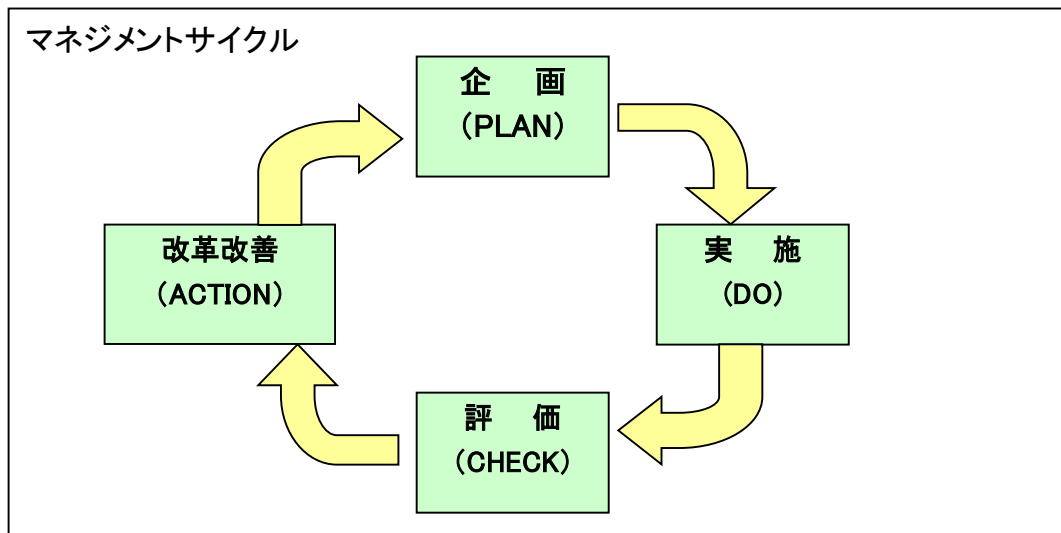 マネジメントサイクル
企　画
（PLAN）
実　施
（DO）
評　価
（CHECK）
改革改善
（ACTION）